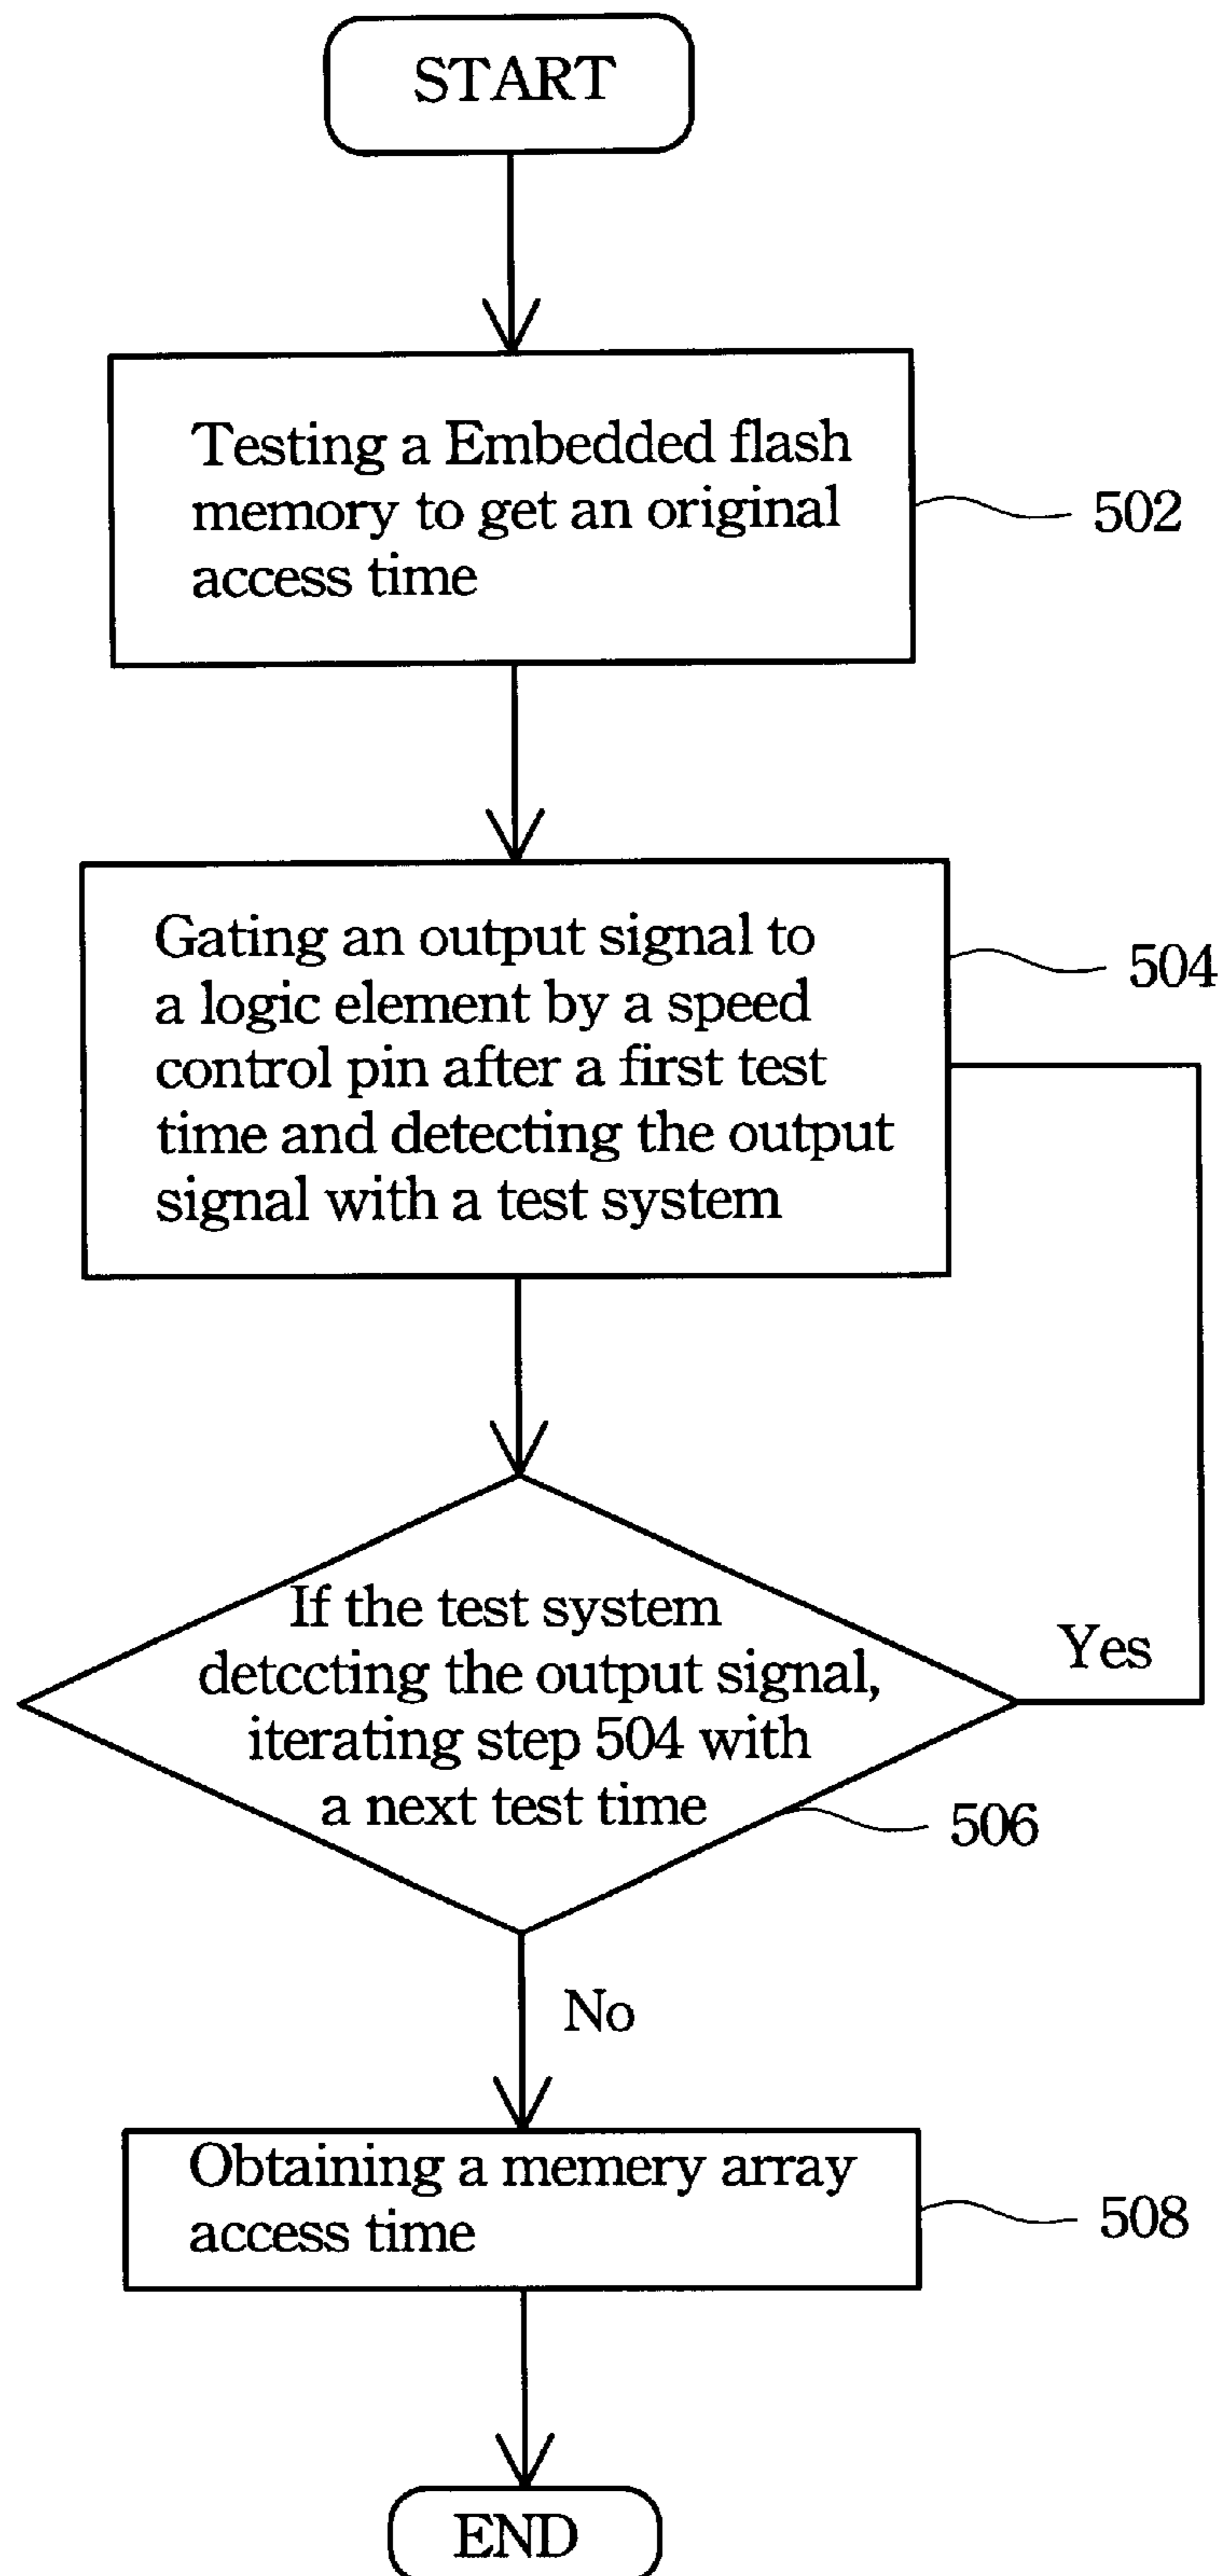 START
Testing a Embedded flash
memory to get an original
access time
502
Gating an output signal to
a logic element by a speed
control pin after a first test
time and detecting the output
signal with a test system
504
If the test system
detccting the output signal,
iterating step 504 with
a next test time
Yes
506
No
Obtaining a memery array
access time
508
END